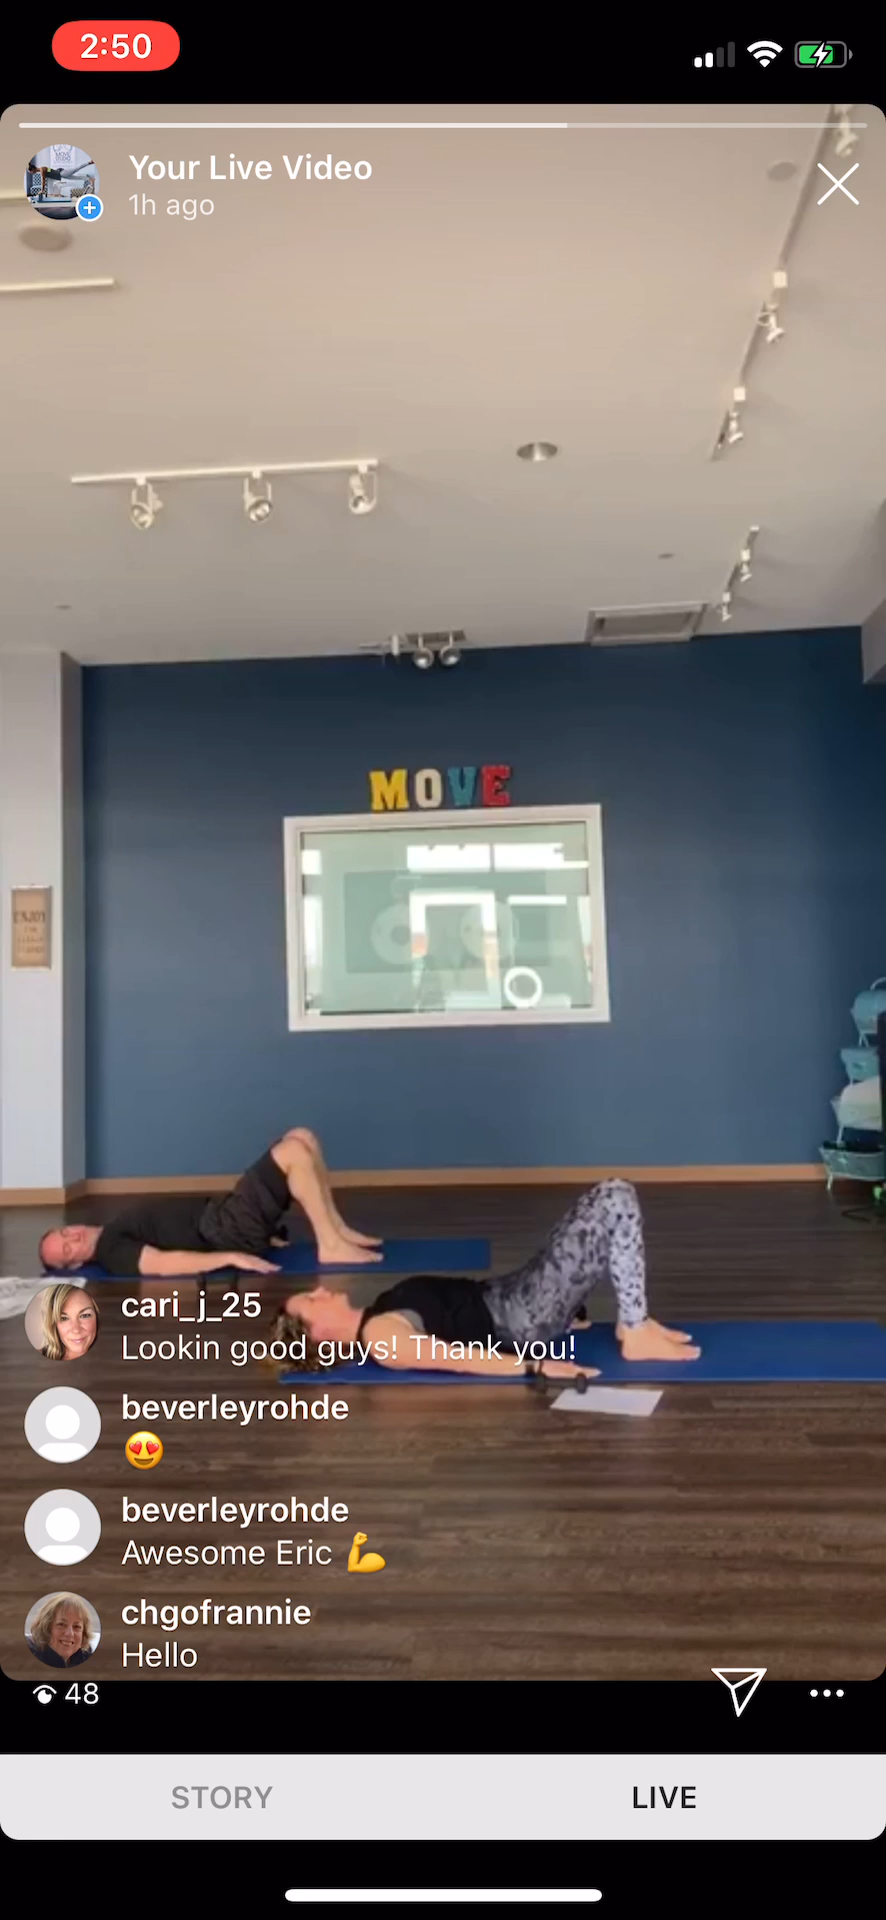 2:50
Your Live Video
1h ago
MOVE
ENJOY
cari_j_25
Lookin good guys! Thank you!
beverleyrohde
😍
beverleyrohde
Awesome Eric 💪
chgofrannie
Hello
48
STORY
LIVE